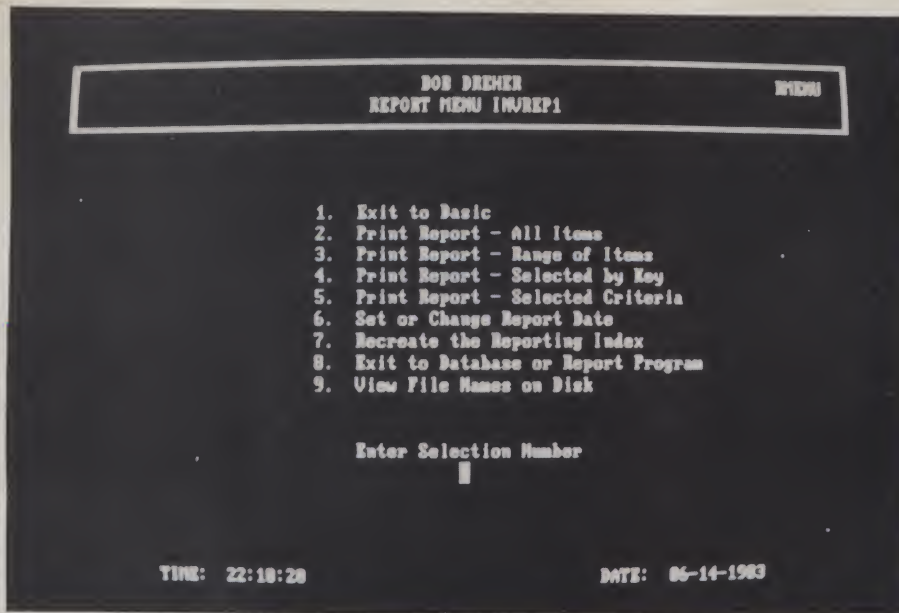 BOB DREHER
RMENU
REPORT MENU INVREP1
1. Exit to Basic
2. Print Report - All Items
3. Print Report - Range of Items
4. Print Report - Selected by Key
5. Print Report - Selected Criteria
6. Set or Change Report Date
7. Recreate the Reporting Index
8. Exit to Database or Report Program
9. View File Names on Disk
Enter Selection Number
TIME: 22:10:20 DATE: 06-14-1983